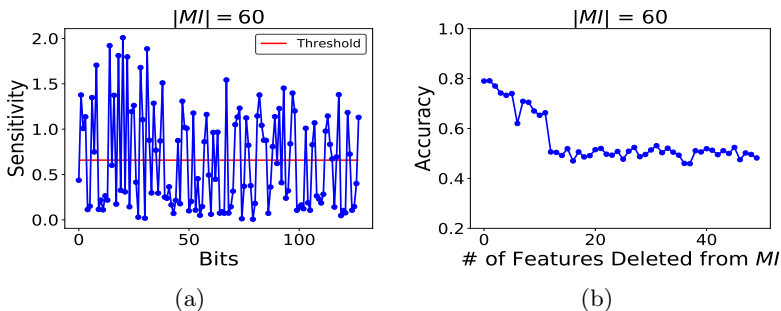 |MI| = 60
Threshold
Sensitivity
2.0
1.5
1.0
0.5
0.0
0 50 100
Bits
(a)
|MI| = 60
Accuracy
1.0
0.8
0.6
0.4
0.2
0 20 40
# of Features Deleted from MI
(b)